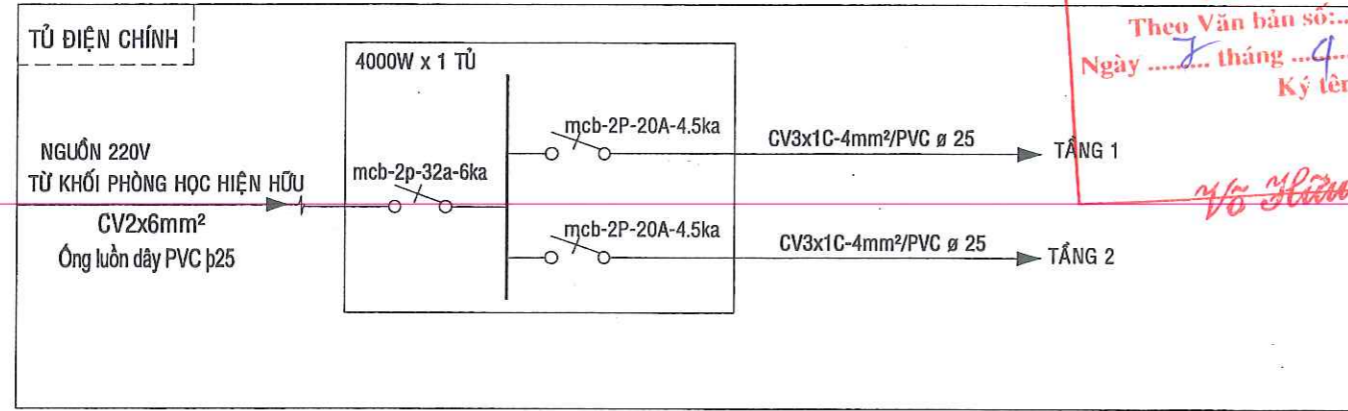 TỦ ĐIỆN CHÍNH
4000W x 1 TỦ
NGUỒN 220V
TỪ KHỐI PHÒNG HỌC HIỆN HỮU
CV2x6mm²
Ống luồn dây PVC þ25
mcb-2p-32a-6ka
mcb-2P-20A-4.5ka
CV3x1C-4mm²/PVC ø 25
TẦNG 1
mcb-2P-20A-4.5ka
CV3x1C-4mm²/PVC ø 25
TẦNG 2
Theo Văn bản số:..
Ngày ......... tháng ...
Ký tên
Võ Hữu